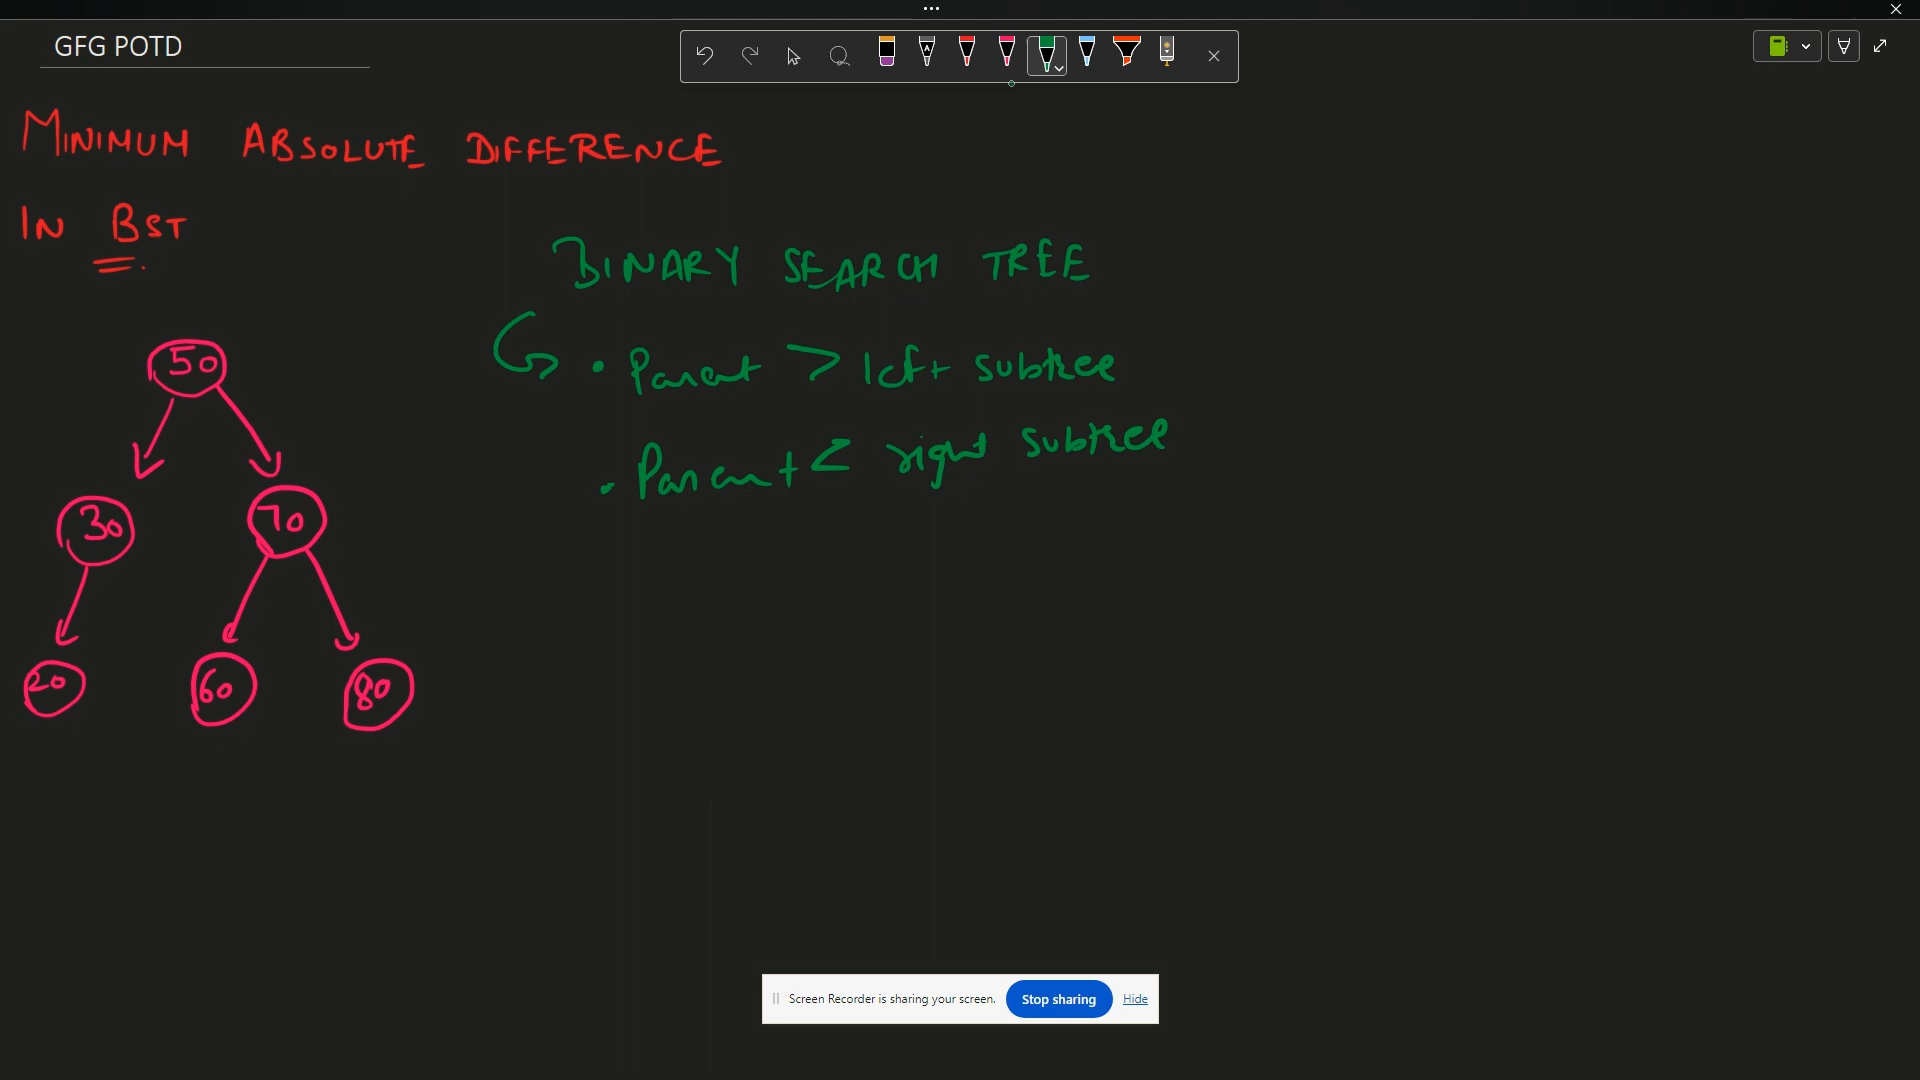 GFG POTD
MINIMUM ABSOLUTE DIFFERENCE
IN BST
BINARY SEARCH TREE
• Parent > left subtree
• Parent < right subtree
50
30 70
20 60 80
Screen Recorder is sharing your screen. Stop sharing Hide